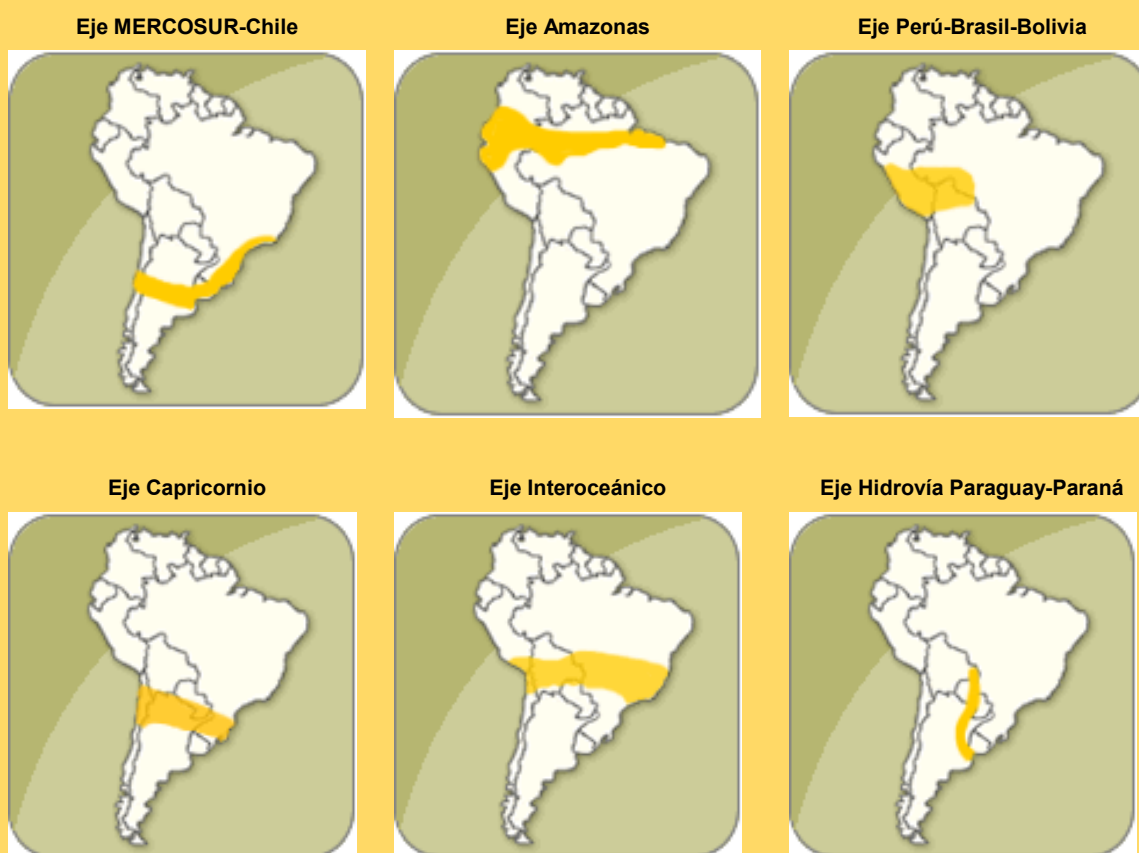 Eje MERCOSUR-Chile
Eje Amazonas
Eje Perú-Brasil-Bolivia
Eje Capricornio
Eje Interoceánico
Eje Hidrovía Paraguay-Paraná